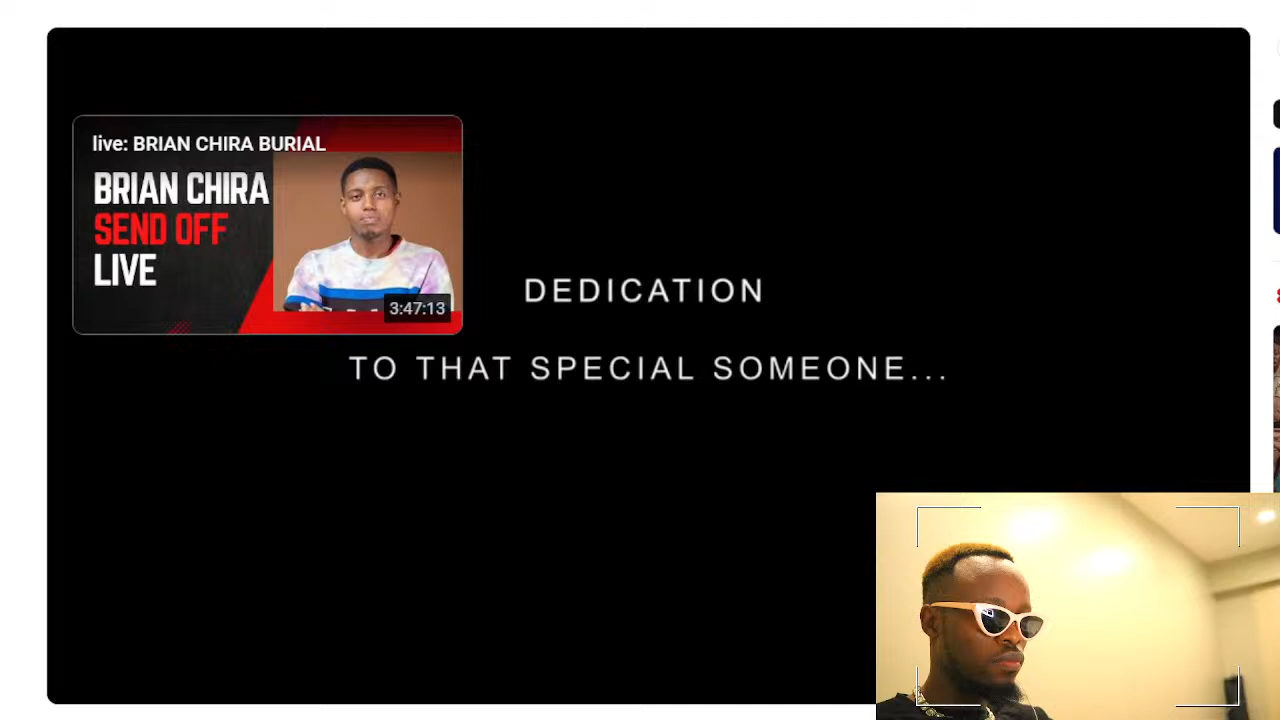 live: BRIAN CHIRA BURIAL
BRIAN CHIRA
SEND OFF
LIVE
3:47:13
DEDICATION
TO THAT SPECIAL SOMEONE...